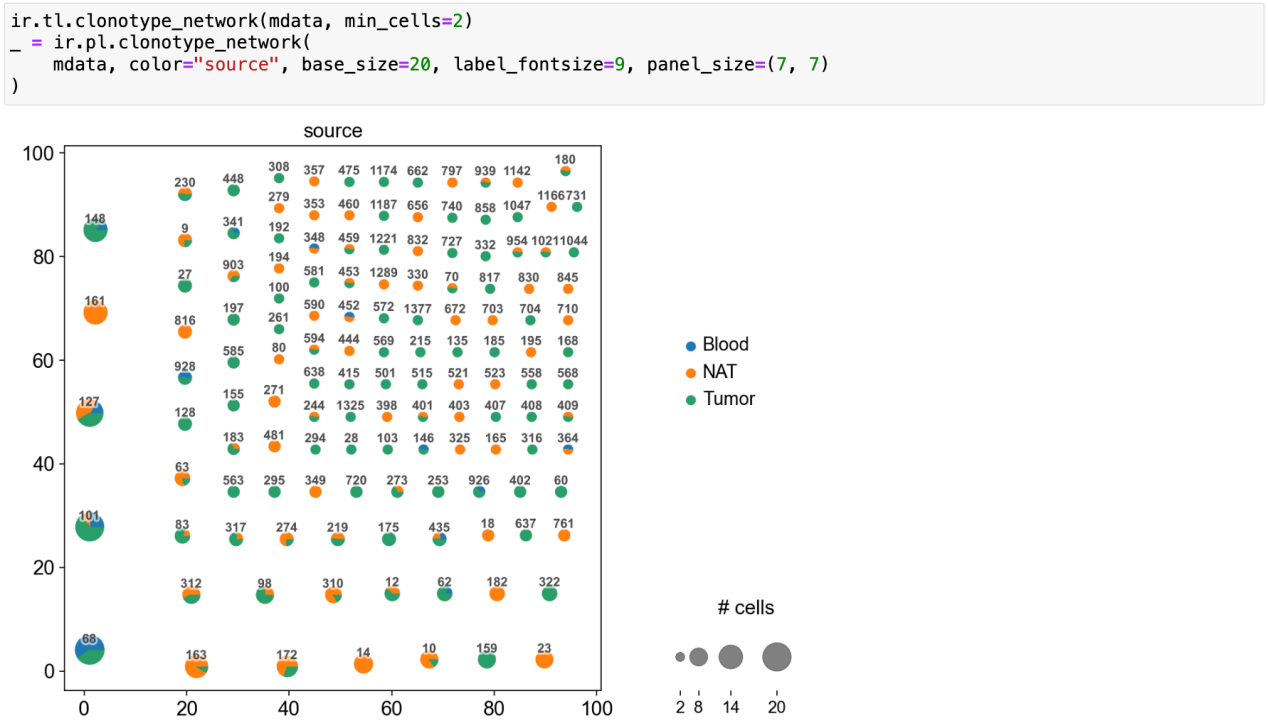 ir.tl.clonotype_network(mdata, min_cells=2)
_ = ir.pl.clonotype_network(
    mdata, color="source", base_size=20, label_fontsize=9, panel_size=(7, 7)
)
source
100
80
60
40
20
0
0 20 40 60 80 100
180
308 357 475 1174 662 797 939 1142
230 448
279 353 460 1187 656 740 858 1047 1166 731
148 9 341 192 348 459 1221 832 727 332 954 1021 1044
27 903 194 581 453 1289 330 70 817 830 845
161 816 197 100 590 452 572 1377 672 703 704 710
261
585 80 594 444 569 215 135 185 195 168
928 638 415 501 515 521 523 558 568
127 128 155 271 244 1325 398 401 403 407 408 409
183 481 294 28 103 146 325 165 316 364
63 563 295 349 720 273 253 926 402 60
101 83 317 274 219 175 435 18 637 761
312 98 310 12 62 182 322
68 163 172 14 10 159 23
Blood
NAT
Tumor
# cells
2 8 14 20